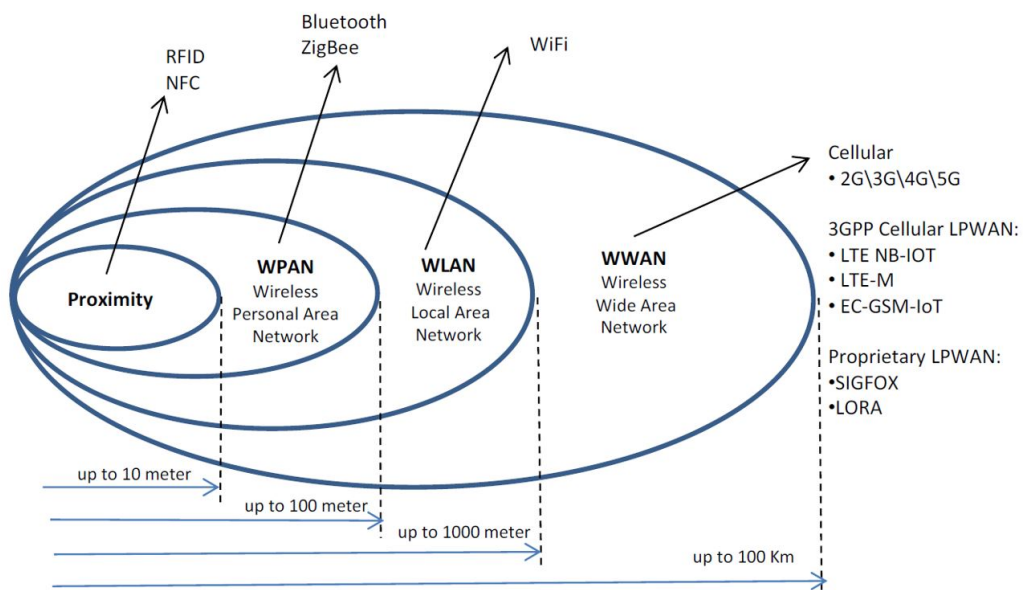 Bluetooth
ZigBee
WiFi
RFID
NFC
Cellular
• 2G\3G\4G\5G
3GPP Cellular LPWAN:
• LTE NB-IOT
• LTE-M
• EC-GSM-IoT
Proprietary LPWAN:
•SIGFOX
•LORA
Proximity
WPAN
Wireless
Personal Area
Network
WLAN
Wireless
Local Area
Network
WWAN
Wireless
Wide Area
Network
up to 10 meter
up to 100 meter
up to 1000 meter
up to 100 Km